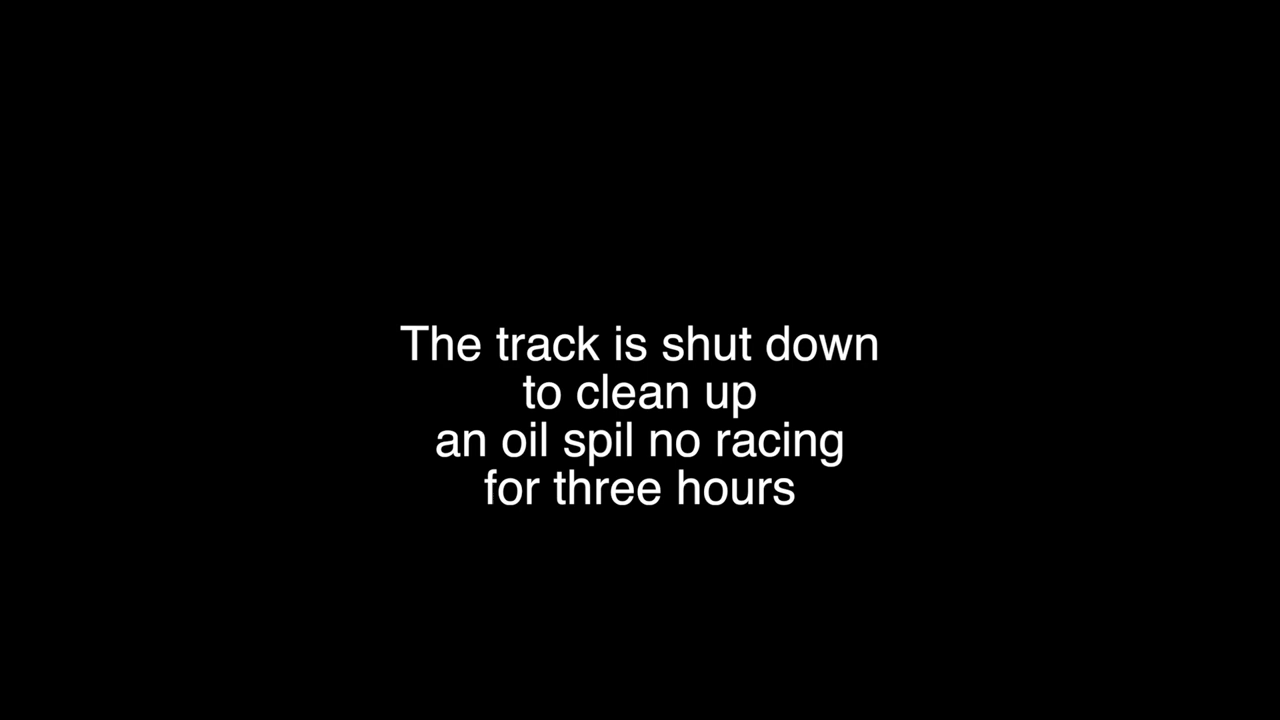 The track is shut down
to clean up
an oil spil no racing
for three hours